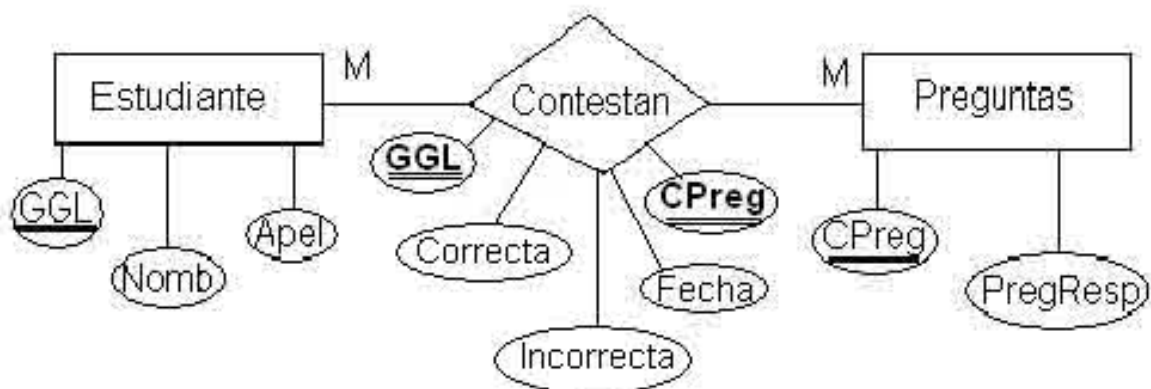 M
Estudiante
Contestan
M
Preguntas
GGL
CPreg
GGL
Apel
Correcta
CPreg
Nomb
Fecha
PregResp
Incorrecta